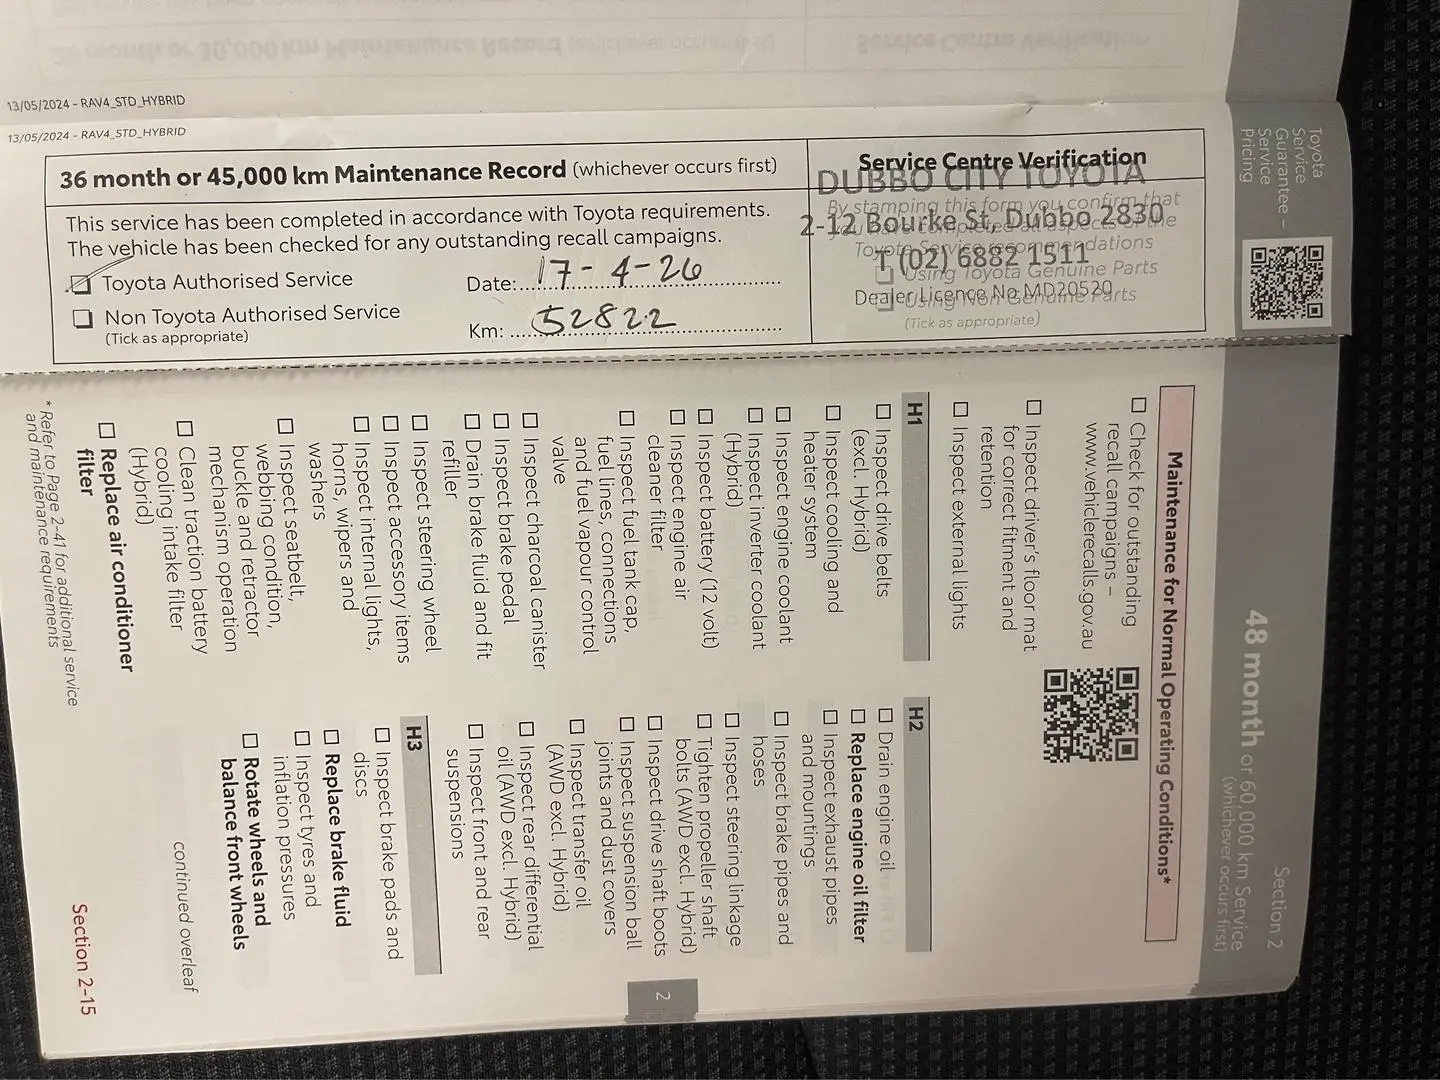 13/05/2024 - RAV4_STD_HYBRID
13/05/2024 - RAV4_STD_HYBRID
36 month or 45,000 km Maintenance Record (whichever occurs first)
This service has been completed in accordance with Toyota requirements.
The vehicle has been checked for any outstanding recall campaigns.
Toyota Authorised Service
Non Toyota Authorised Service
(Tick as appropriate)
Date: 17-4-26
Km: 52822
Service Centre Verification
DUBBO CITY TOYOTA
By stamping this form you confirm that
2-12 Bourke St, Dubbo 2830
Toyota Service recommendations
T (02) 6882 1511
Using Toyota Genuine Parts
Dealer Licence No MD20520
(Tick as appropriate)
Toyota
Service
Guarantee –
Service
Pricing
Section 2
48 month or 60,000 km Service
(whichever occurs first)
Maintenance for Normal Operating Conditions*
Check for outstanding
recall campaigns –
www.vehiclerecalls.gov.au
Inspect driver's floor mat
for correct fitment and
retention
Inspect external lights
H1
Inspect drive belts
(excl. Hybrid)
Inspect cooling and
heater system
Inspect engine coolant
Inspect inverter coolant
(Hybrid)
Inspect battery (12 volt)
Inspect engine air
cleaner filter
Inspect fuel tank cap,
fuel lines, connections
and fuel vapour control
valve
Inspect charcoal canister
Inspect brake pedal
Drain brake fluid and fit
refiller
Inspect steering wheel
Inspect accessory items
Inspect internal lights,
horns, wipers and
washers
Inspect seatbelt,
webbing condition,
buckle and retractor
mechanism operation
Clean traction battery
cooling intake filter
(Hybrid)
Replace air conditioner
filter
H2
Drain engine oil
Replace engine oil filter
Inspect exhaust pipes
and mountings
Inspect brake pipes and
hoses
Inspect steering linkage
Tighten propeller shaft
bolts (AWD excl. Hybrid)
Inspect drive shaft boots
Inspect suspension ball
joints and dust covers
Inspect transfer oil
(AWD excl. Hybrid)
Inspect rear differential
oil (AWD excl. Hybrid)
Inspect front and rear
suspensions
H3
Inspect brake pads and
discs
Replace brake fluid
Inspect tyres and
inflation pressures
Rotate wheels and
balance front wheels
continued overleaf
* Refer to Page 2-41 for additional service
and maintenance requirements
2
Section 2-15